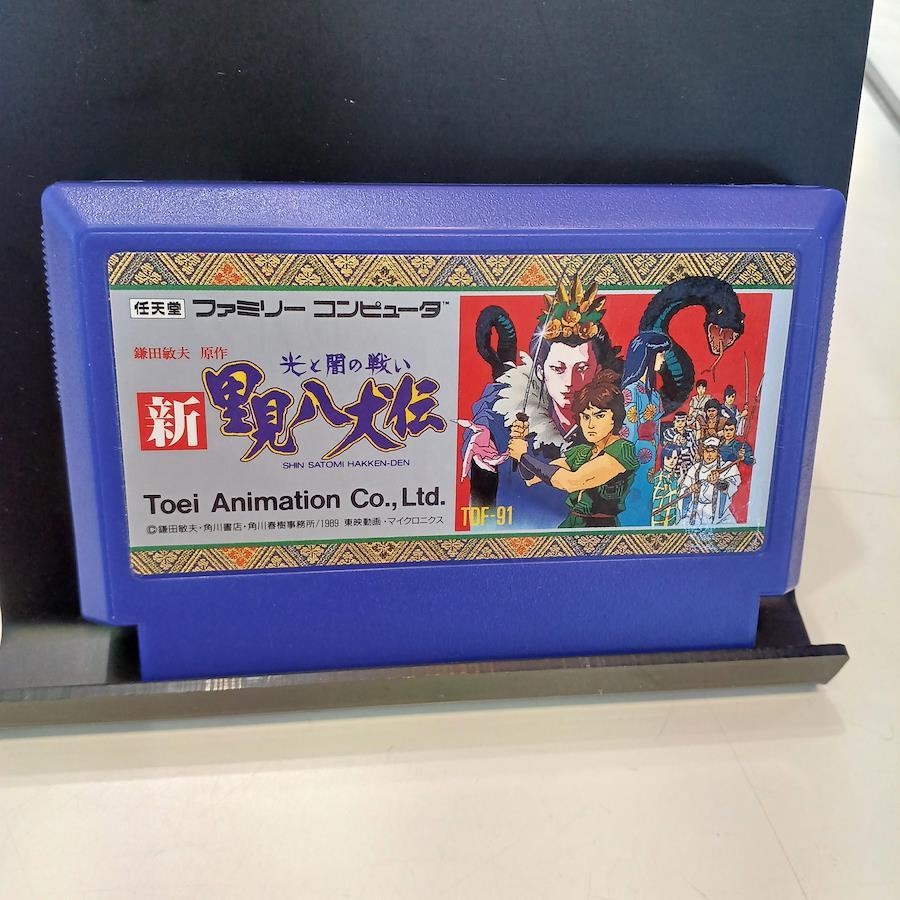 任天堂 ファミリー コンピュータ™
鎌田敏夫 原作
光と闇の戦い
新 里見八犬伝
SHIN SATOMI HAKKEN-DEN
Toei Animation Co., Ltd.
©鎌田敏夫・角川書店・角川春樹事務所/1989 東映動画・マイクロニクス
TDF-91